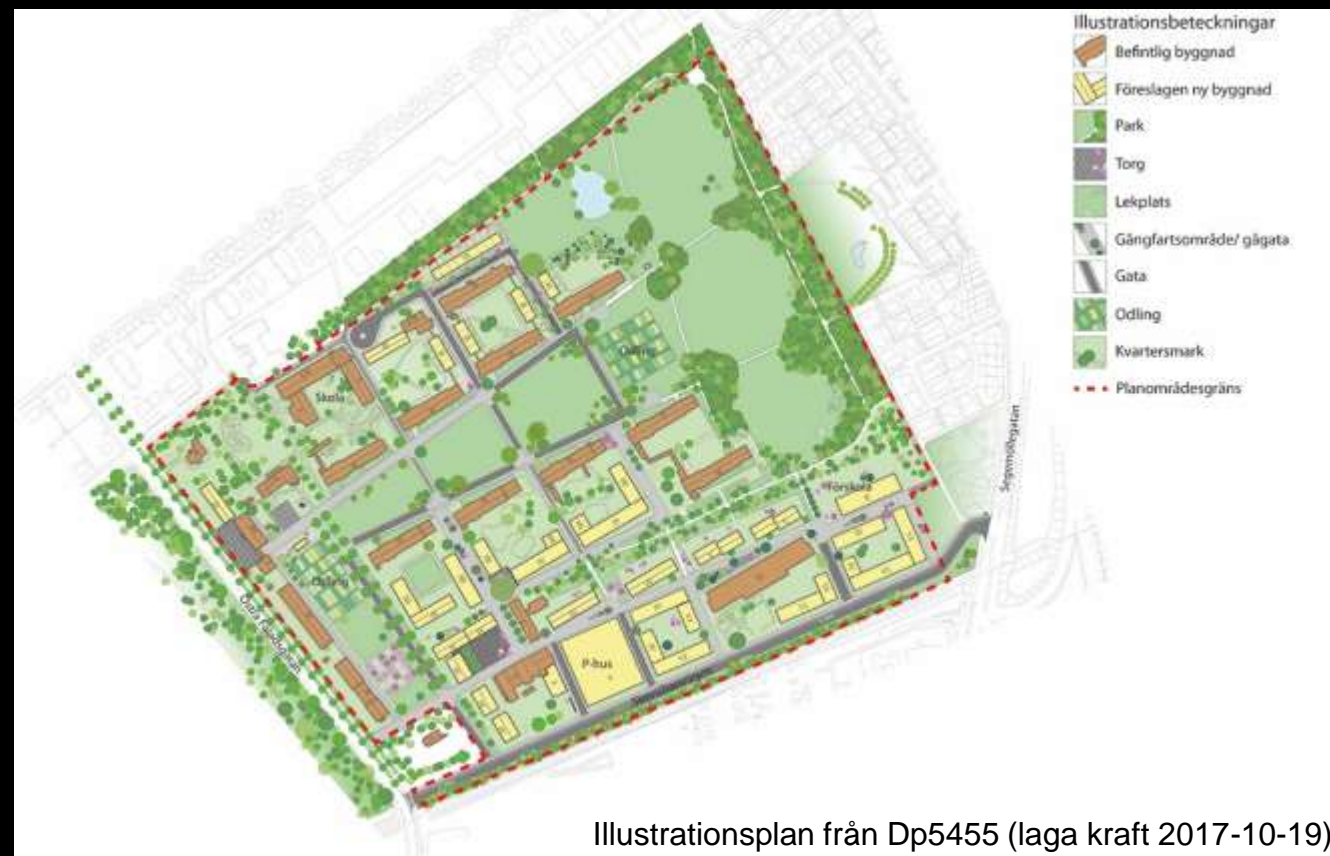 Illustrationsbeteckningar
Befintlig byggnad
Föreslagen ny byggnad
Park
Torg
Lekplats
Gångfartsområde/ gågata
Gata
Odling
Kvartersmark
Planområdesgräns
Skola
Odling
Odling
Förskola
P-hus
Illustrationsplan från Dp5455 (laga kraft 2017-10-19)